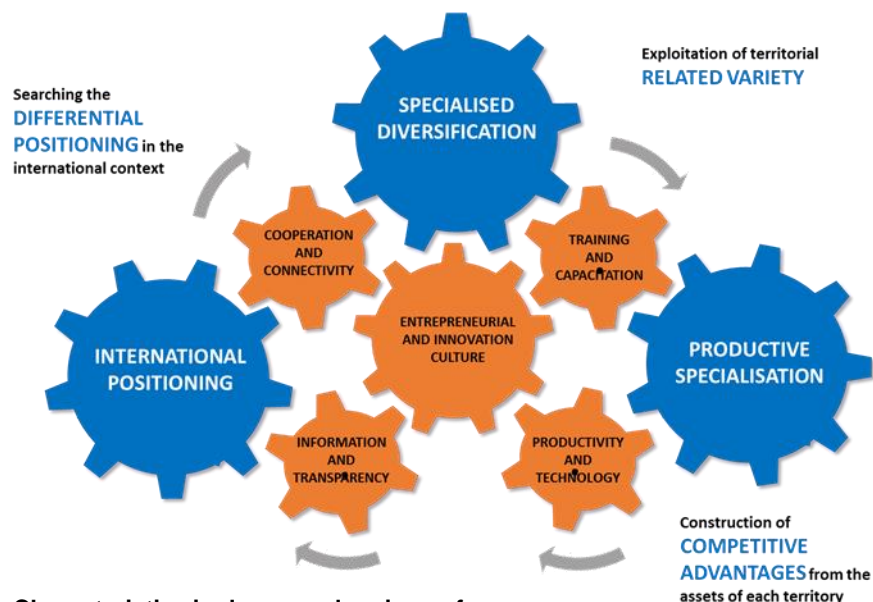 Exploitation of territorial
RELATED VARIETY
Searching the
DIFFERENTIAL
POSITIONING in the
international context
SPECIALISED
DIVERSIFICATION
COOPERATION
AND
CONNECTIVITY
TRAINING
AND
CAPACITATION
ENTREPRENEURIAL
AND INNOVATION
CULTURE
INTERNATIONAL
POSITIONING
PRODUCTIVE
SPECIALISATION
INFORMATION
AND
TRANSPARENCY
PRODUCTIVITY
AND
TECHNOLOGY
Construction of
COMPETITIVE
ADVANTAGES from the
assets of each territory